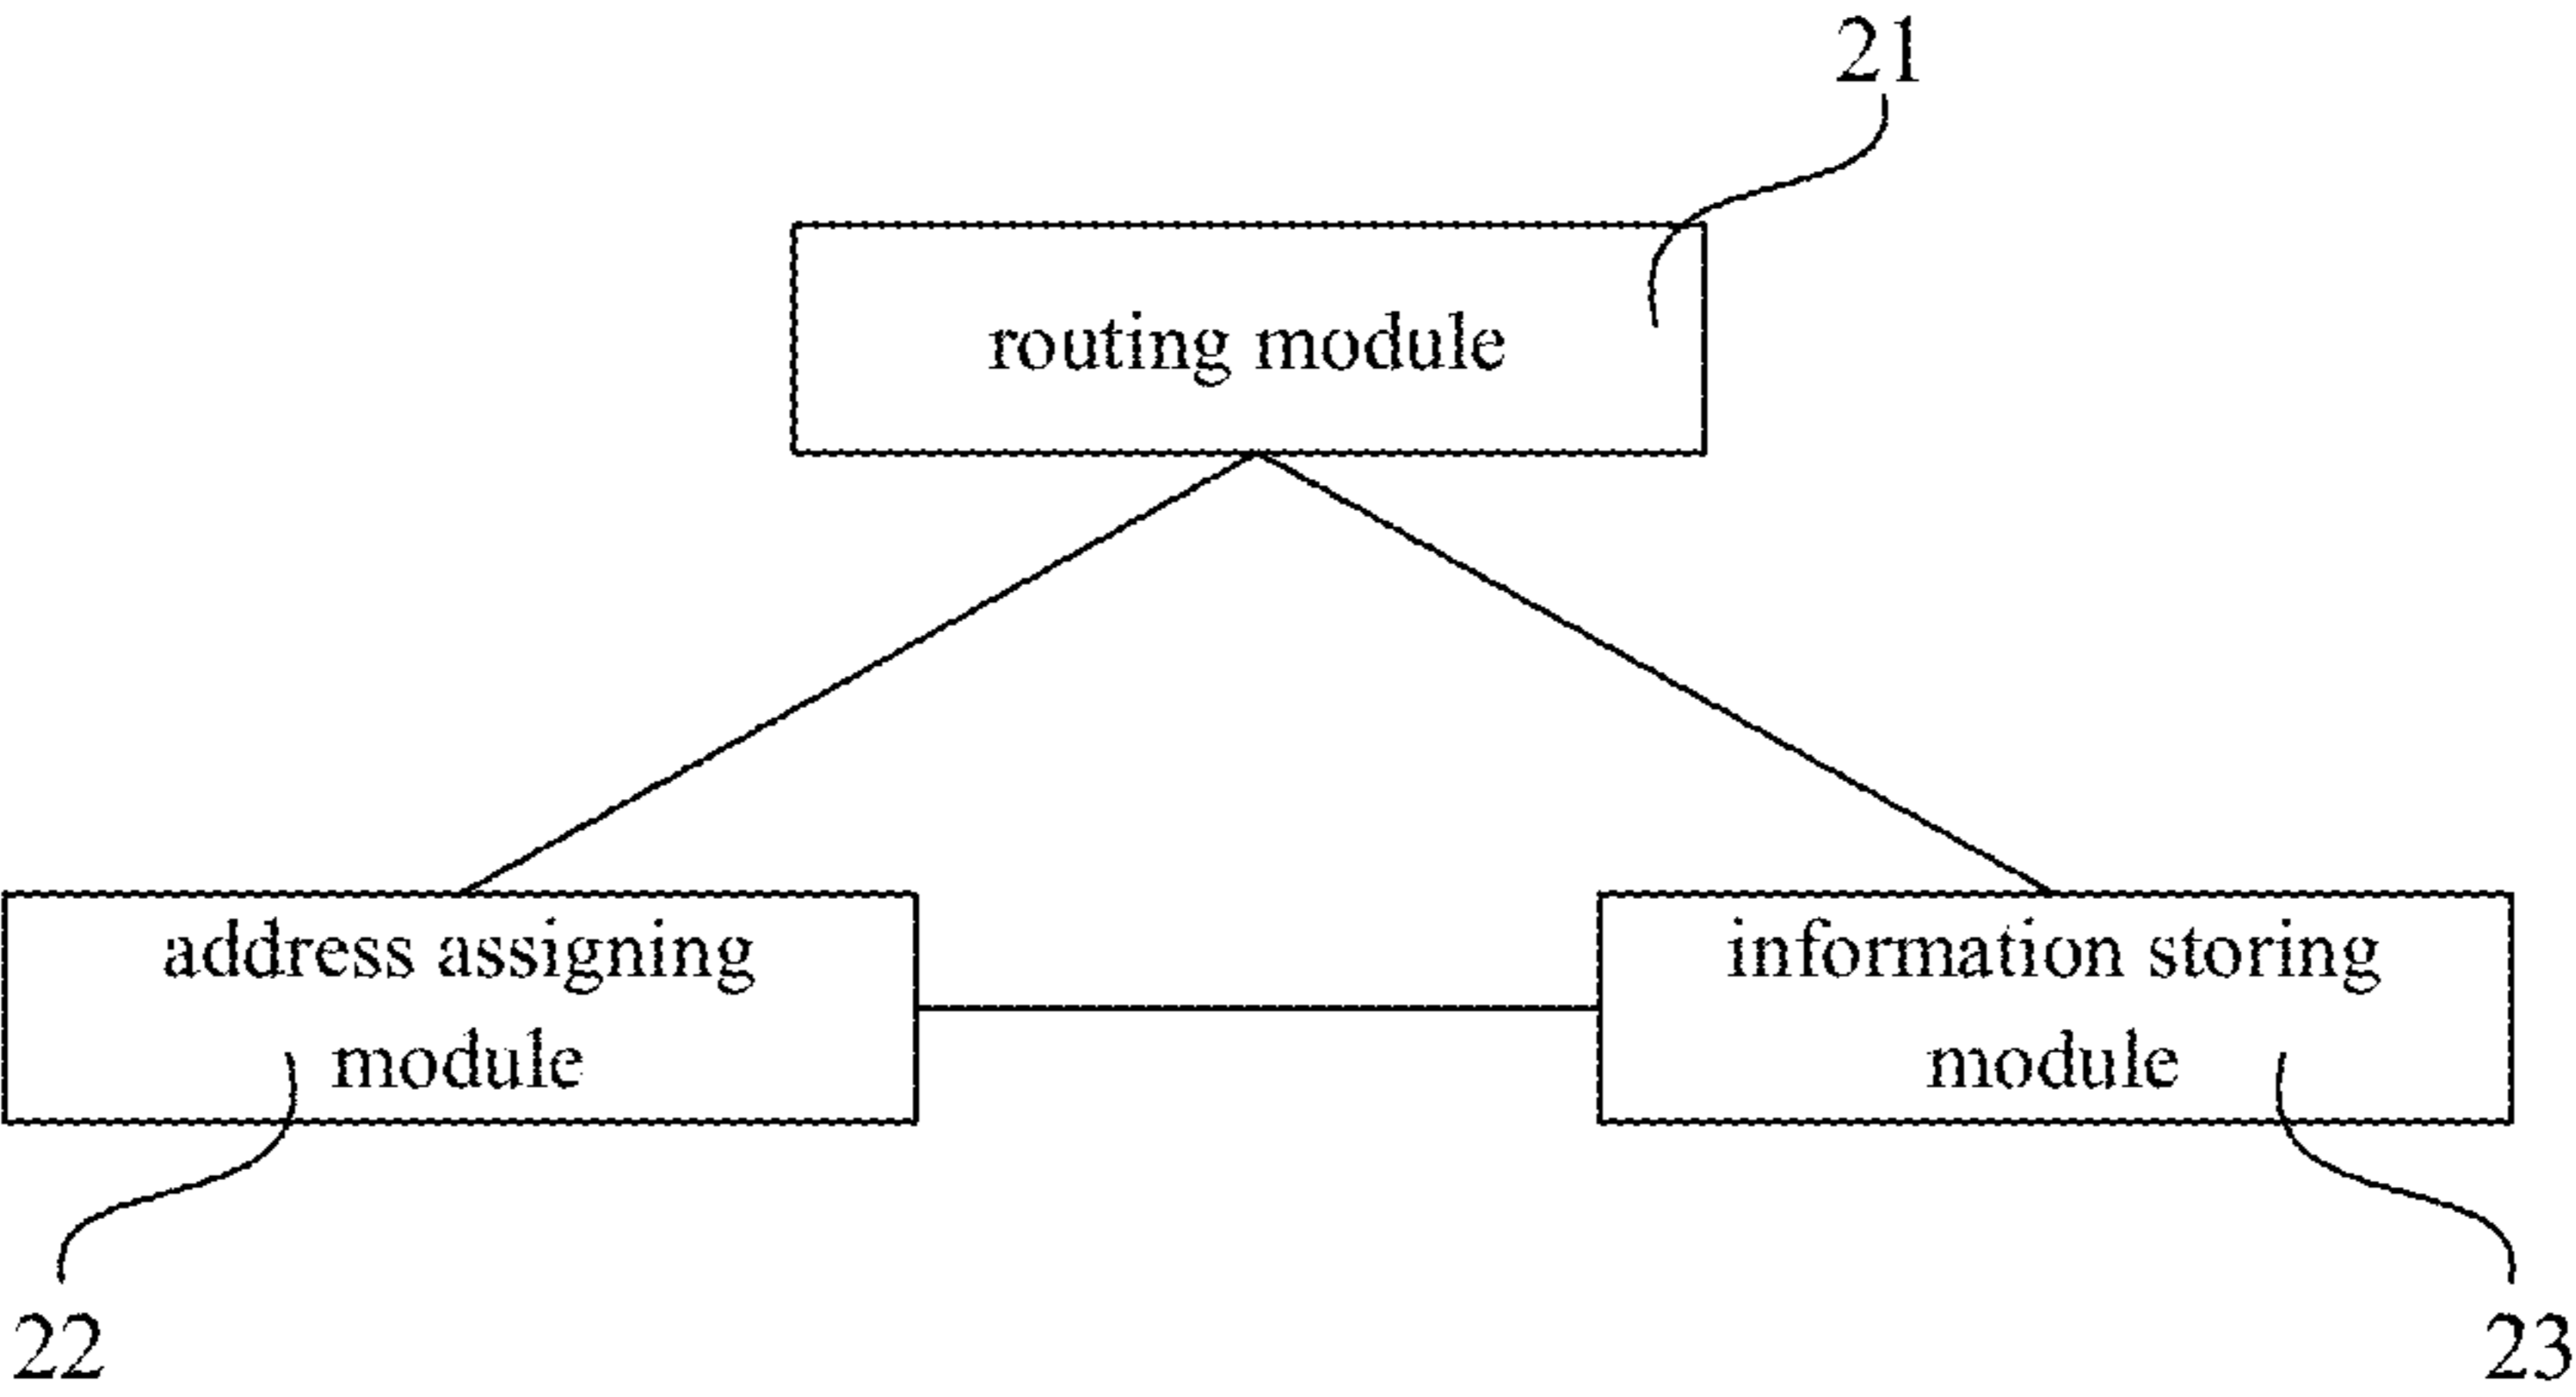 21
routing module
address assigning
module
information storing
module
22
23